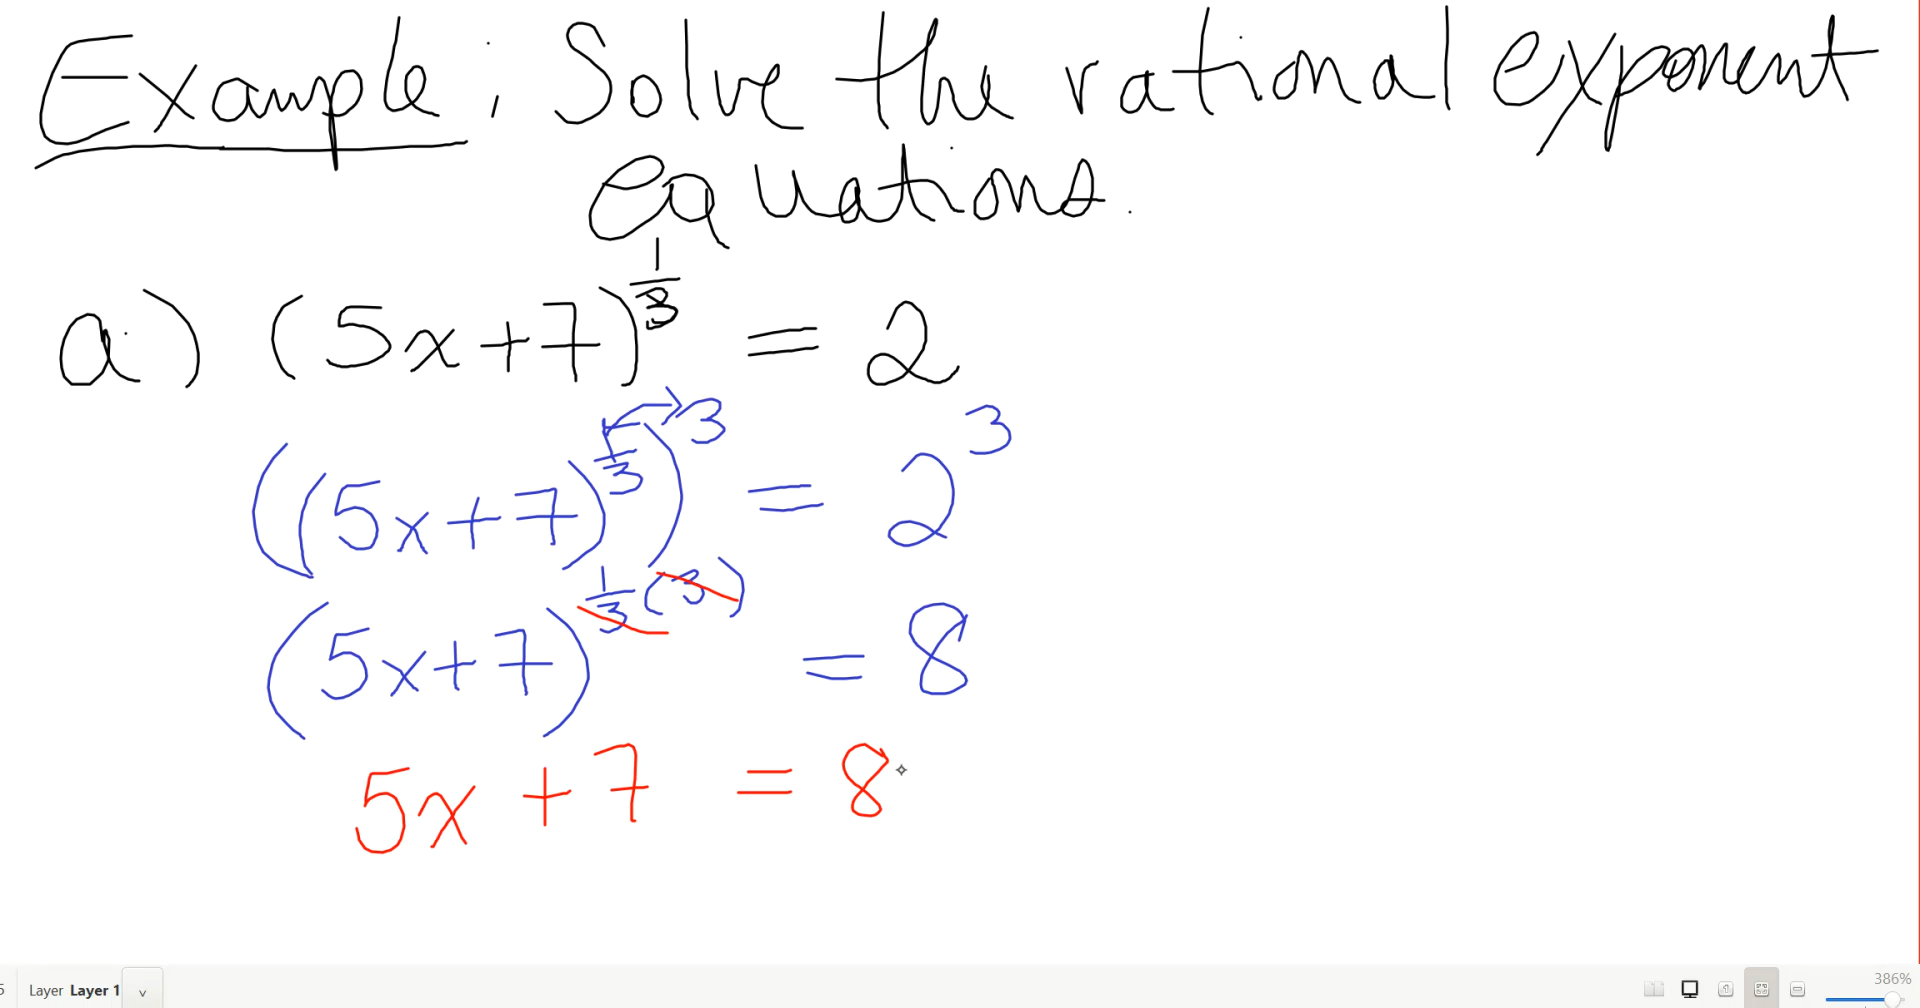 Example: Solve the rational exponent
equations.
a) (5x+7)^(1/3) = 2
((5x+7)^(1/3))^3 = 2^3
(5x+7)^(1/3 (3)) = 8
5x + 7 = 8
Layer Layer 1
386%